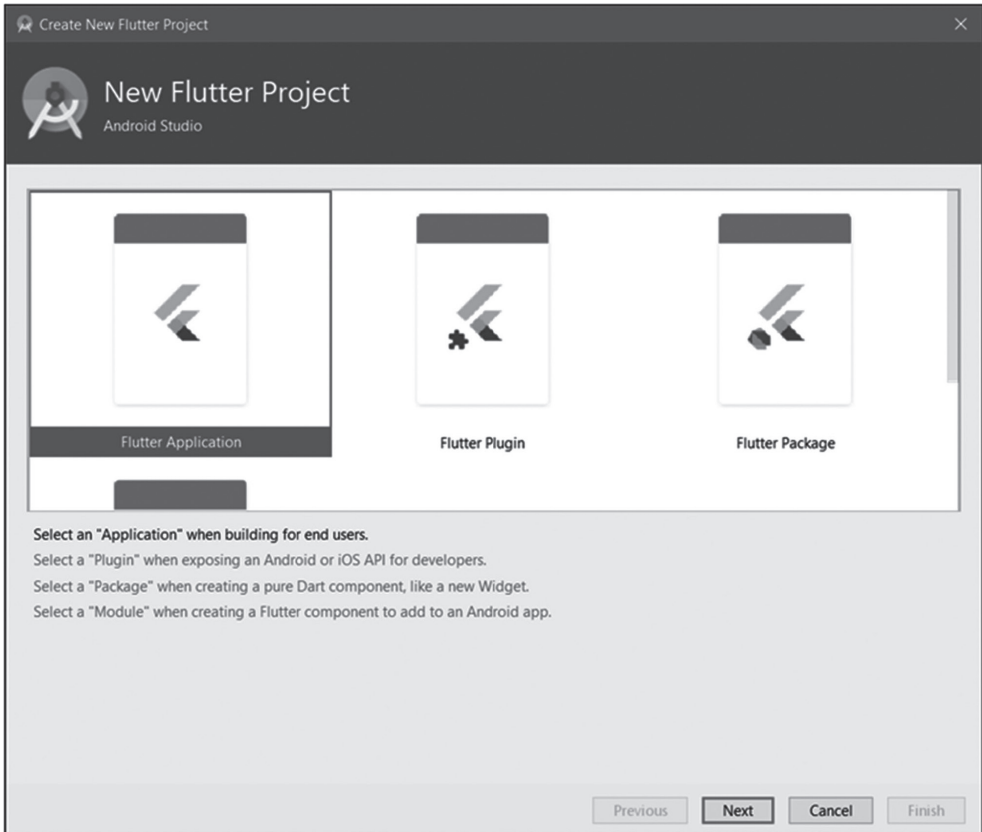 Create New Flutter Project
New Flutter Project
Android Studio
Flutter Application
Flutter Plugin
Flutter Package
Select an "Application" when building for end users.
Select a "Plugin" when exposing an Android or iOS API for developers.
Select a "Package" when creating a pure Dart component, like a new Widget.
Select a "Module" when creating a Flutter component to add to an Android app.
Previous Next Cancel Finish